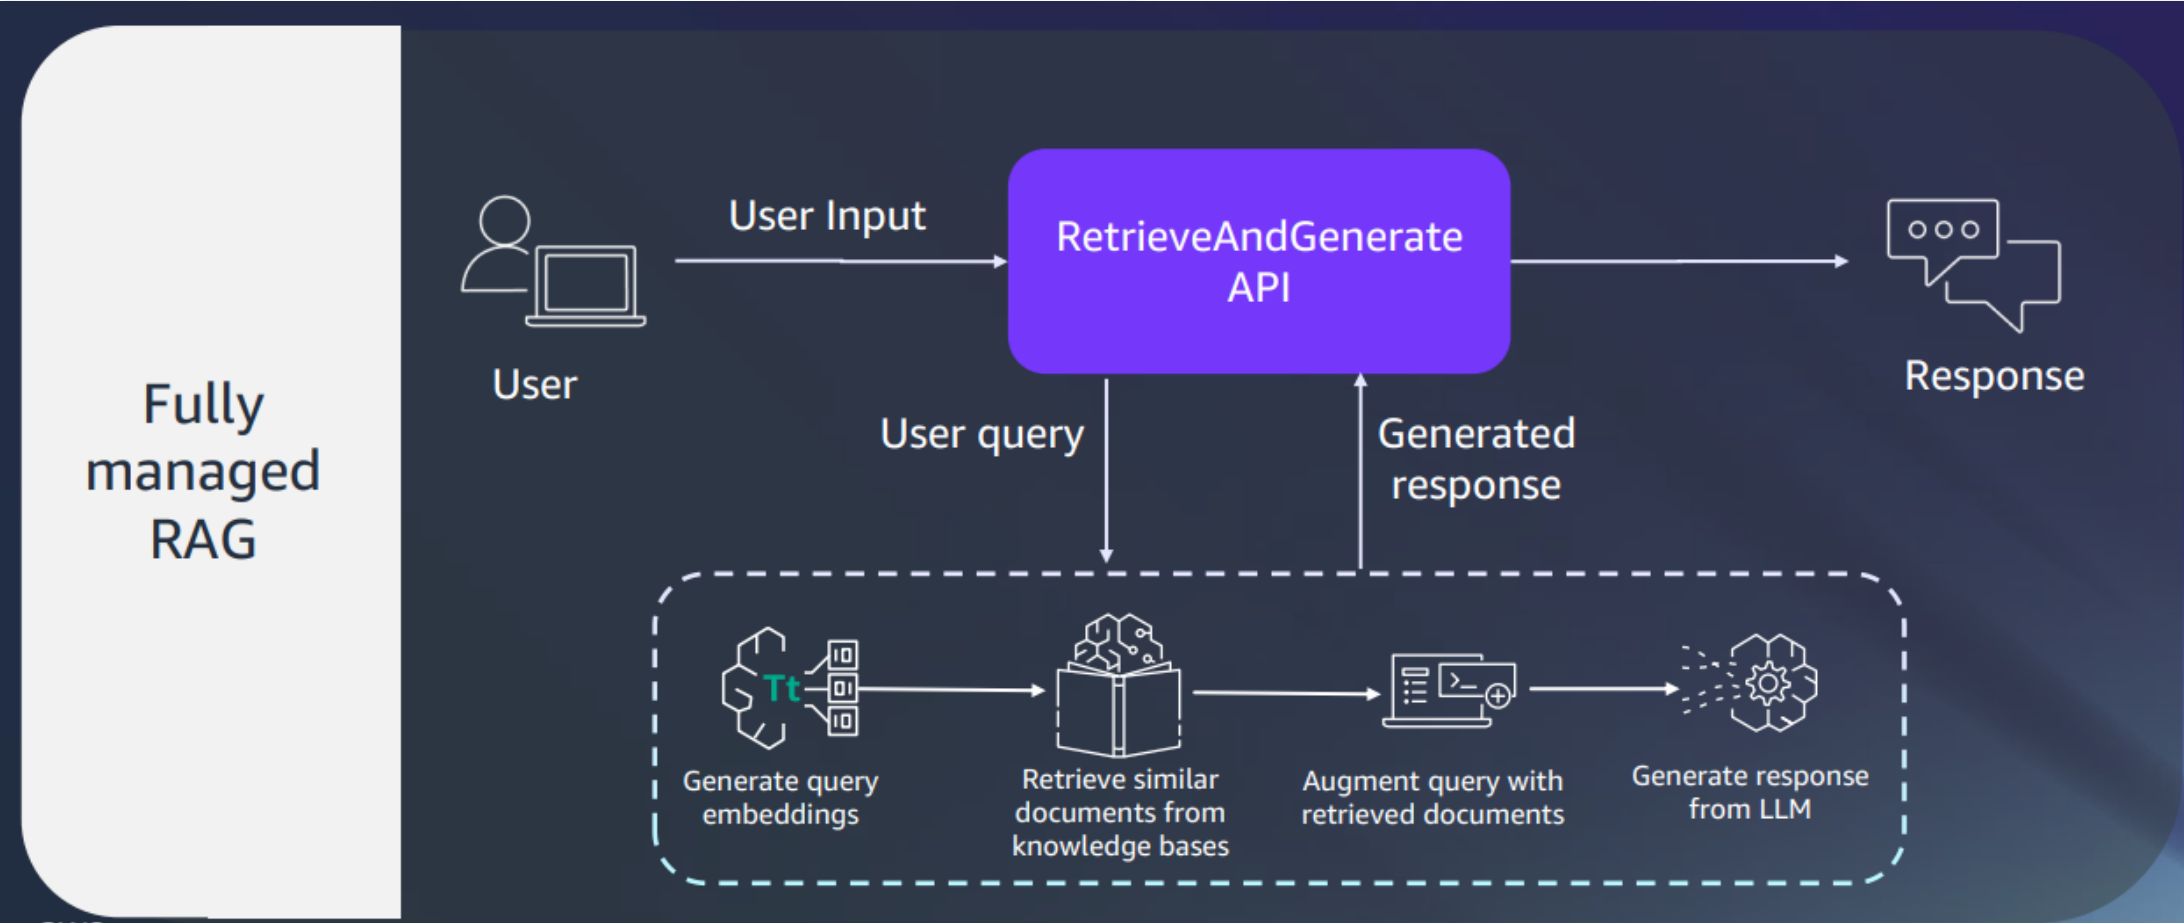 Fully
managed
RAG
User Input
User
RetrieveAndGenerate
API
Response
User query
Generated
response
Tt
Generate query
embeddings
Retrieve similar
documents from
knowledge bases
Augment query with
retrieved documents
Generate response
from LLM